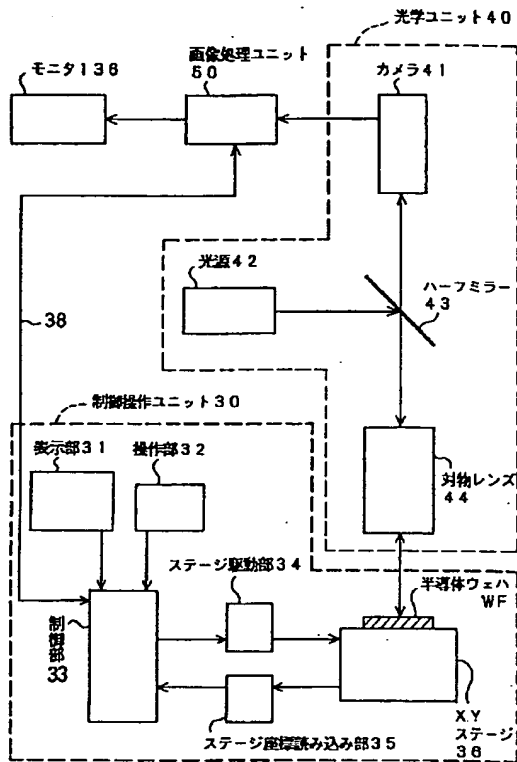 光学ユニット40
画像処理ユニット
50
モニタ136
カメラ41
光源42
ハーフミラー
43
38
制御操作ユニット30
表示部31
操作部32
対物レンズ
44
ステージ駆動部34
半導体ウェハ
WF
制御部
33
ステージ座標読み込み部35
XY
ステージ
36